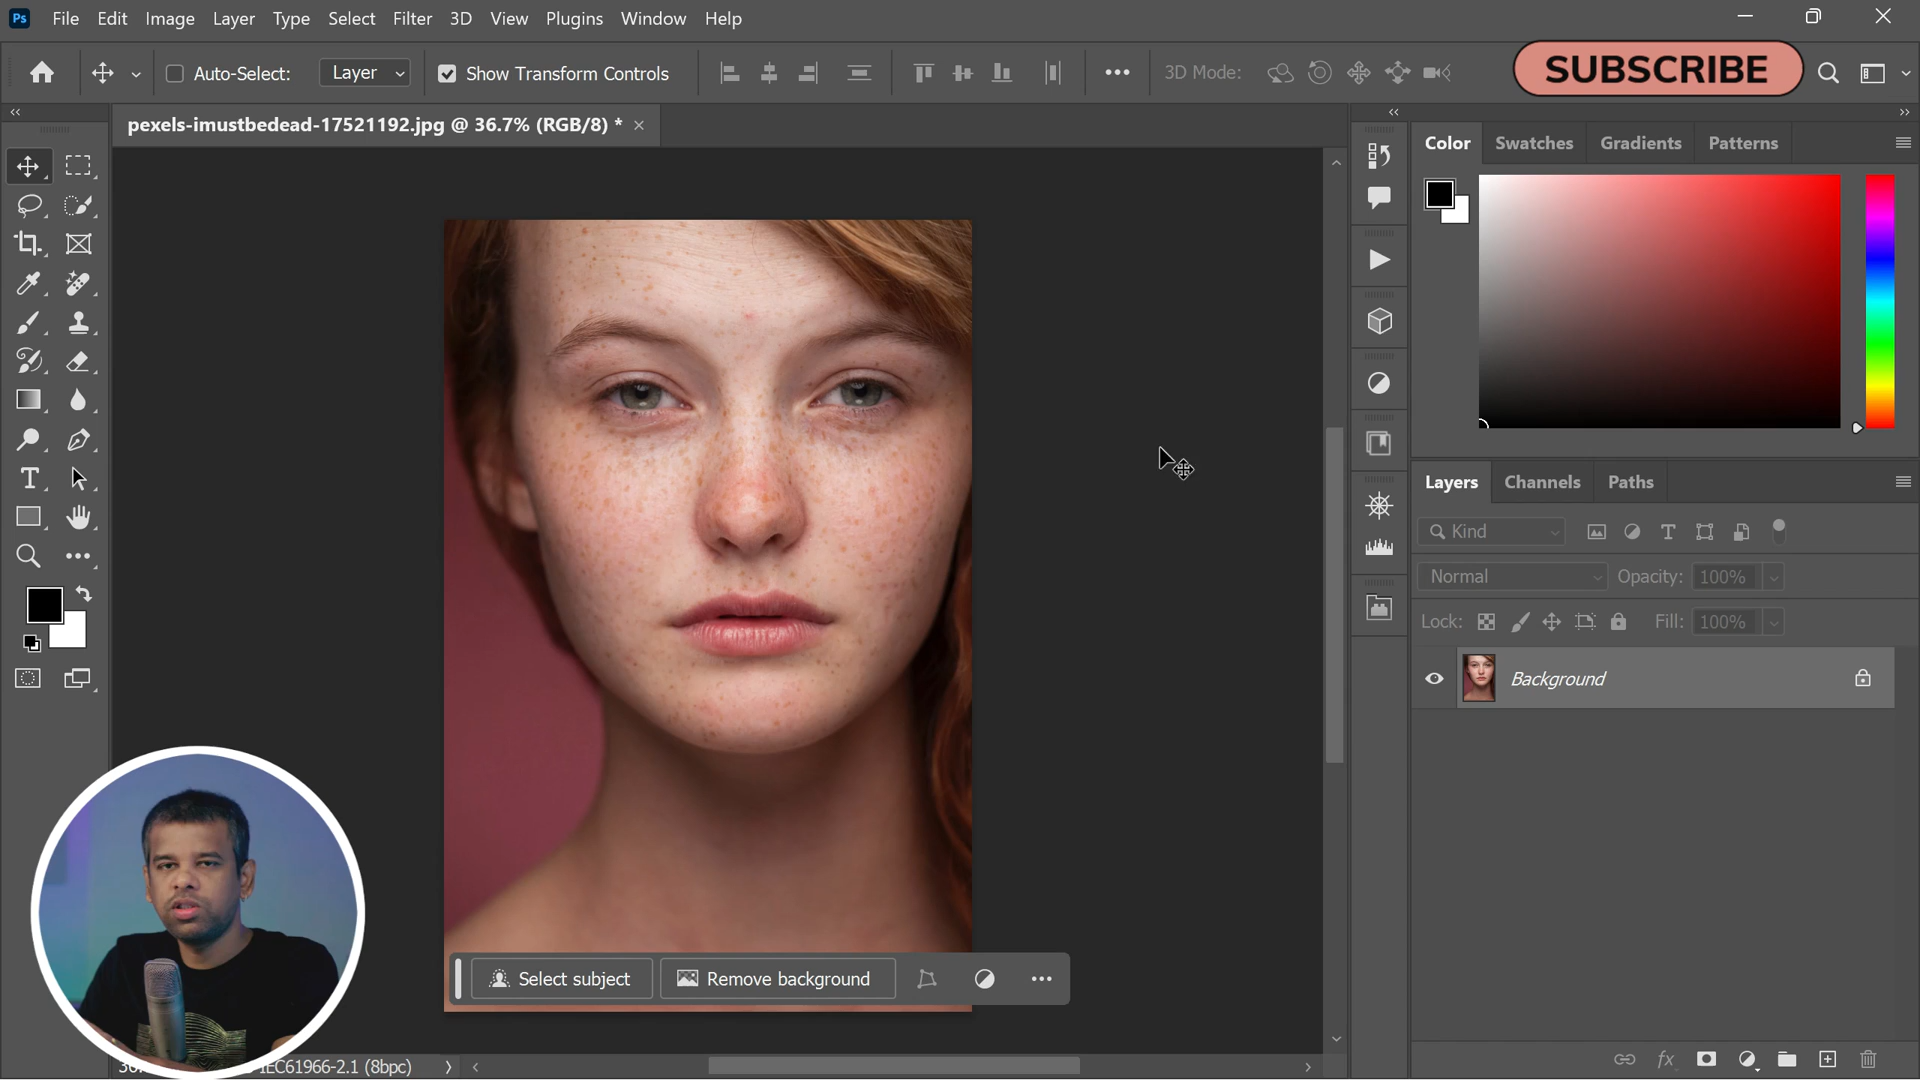 Ps File Edit Image Layer Type Select Filter 3D View Plugins Window Help
Auto-Select: Layer Show Transform Controls 3D Mode: SUBSCRIBE
pexels-imustbedead-17521192.jpg @ 36.7% (RGB/8) *
Color Swatches Gradients Patterns
Layers Channels Paths
Kind
Normal Opacity: 100%
Lock: Fill: 100%
Background
Select subject Remove background
IEC61966-2.1 (8bpc)
fx